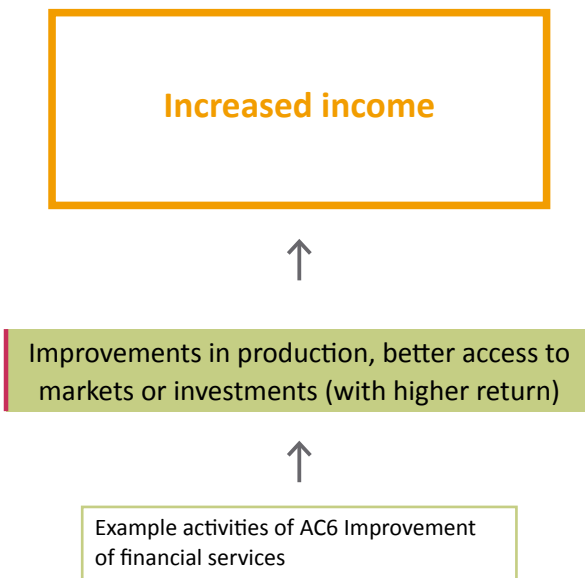 Increased income
Improvements in production, better access to
markets or investments (with higher return)
Example activities of AC6 Improvement
of financial services